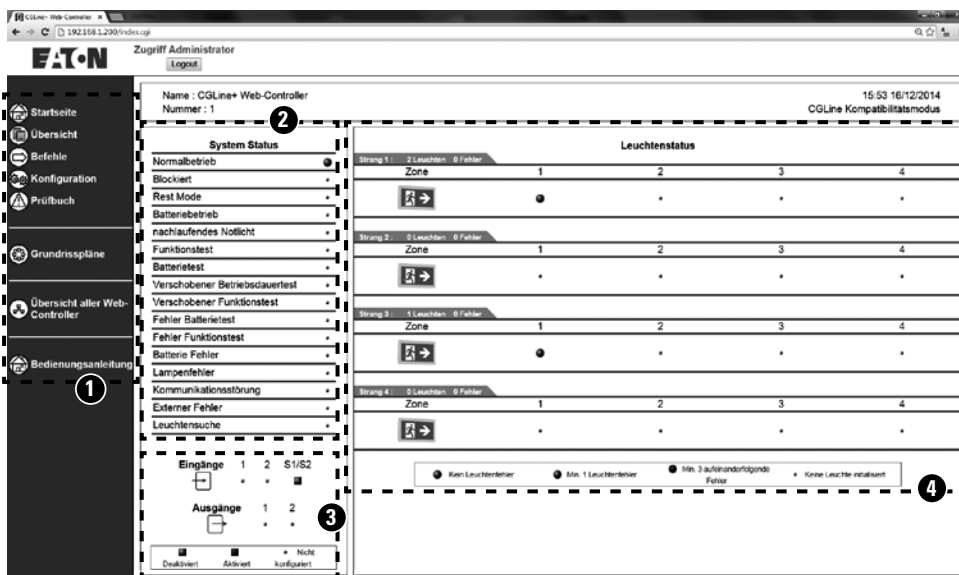 CGLine+ Web-Controller
192.168.1.200/index.cgi
EATON
Zugriff Administrator
Logout
Startseite
Übersicht
Befehle
Konfiguration
Prüfbuch
Grundrisspläne
Übersicht aller Web-
Controller
Bedienungsanleitung
1
Name : CGLine+ Web-Controller
Nummer : 1
15:53 16/12/2014
CGLine Kompatibilitätsmodus
2
System Status
Normalbetrieb
Blockiert
Rest Mode
Batteriebetrieb
nachlaufendes Notlicht
Funktionstest
Batterietest
Verschobener Betriebsdauertest
Verschobener Funktionstest
Fehler Batterietest
Fehler Funktionstest
Batterie Fehler
Lampenfehler
Kommunikationsstörung
Externer Fehler
Leuchtensuche
Eingänge 1 2 S1/S2
Ausgänge 1 2
3
Deaktiviert Aktiviert Nicht
konfiguriert
Leuchtenstatus
Strang 1 : 2 Leuchten 0 Fehler
Zone 1 2 3 4
Strang 2 : 0 Leuchten 0 Fehler
Zone 1 2 3 4
Strang 3 : 1 Leuchten 0 Fehler
Zone 1 2 3 4
Strang 4 : 0 Leuchten 0 Fehler
Zone 1 2 3 4
Kein Leuchtenfehler Min. 1 Leuchtenfehler Min. 3 aufeinanderfolgende Fehler Keine Leuchte initialisiert
4